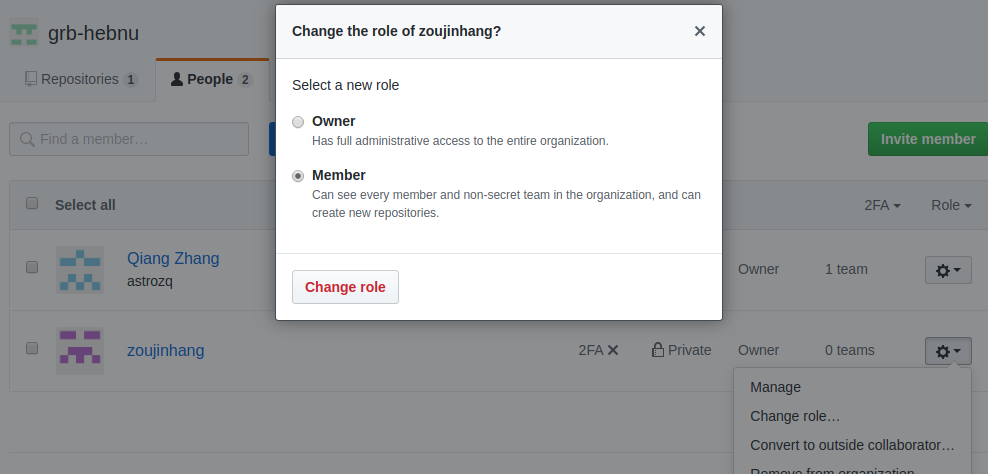 grb-hebnu
Repositories 1
People 2
Find a member…
Invite member
Select all
2FA
Role
Qiang Zhang
astrozq
Owner
1 team
zoujinhang
2FA
Private
Owner
0 teams
Manage
Change role…
Convert to outside collaborator…
Remove from organization
Change the role of zoujinhang?
Select a new role
Owner
Has full administrative access to the entire organization.
Member
Can see every member and non-secret team in the organization, and can
create new repositories.
Change role